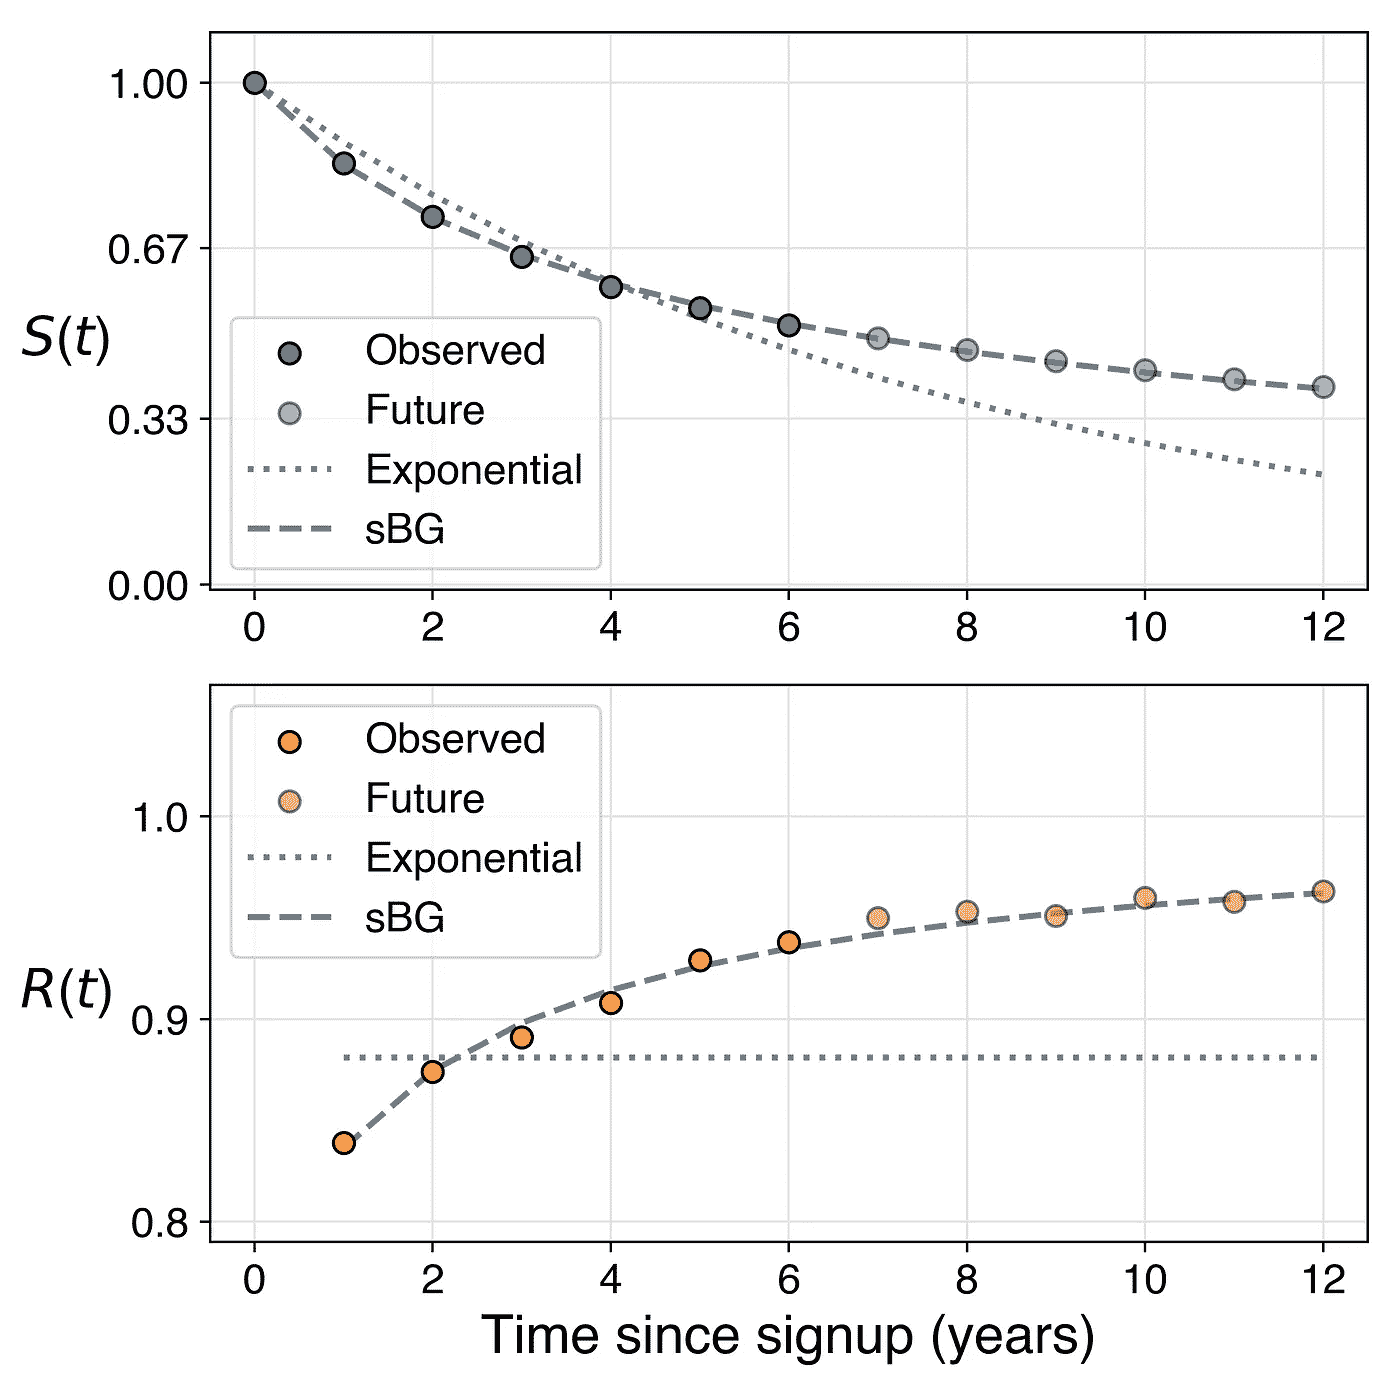 1.00
0.67
0.33
0.00
S(t)
Observed
Future
Exponential
sBG
0 2 4 6 8 10 12
1.0
0.9
0.8
R(t)
Observed
Future
Exponential
sBG
0 2 4 6 8 10 12
Time since signup (years)